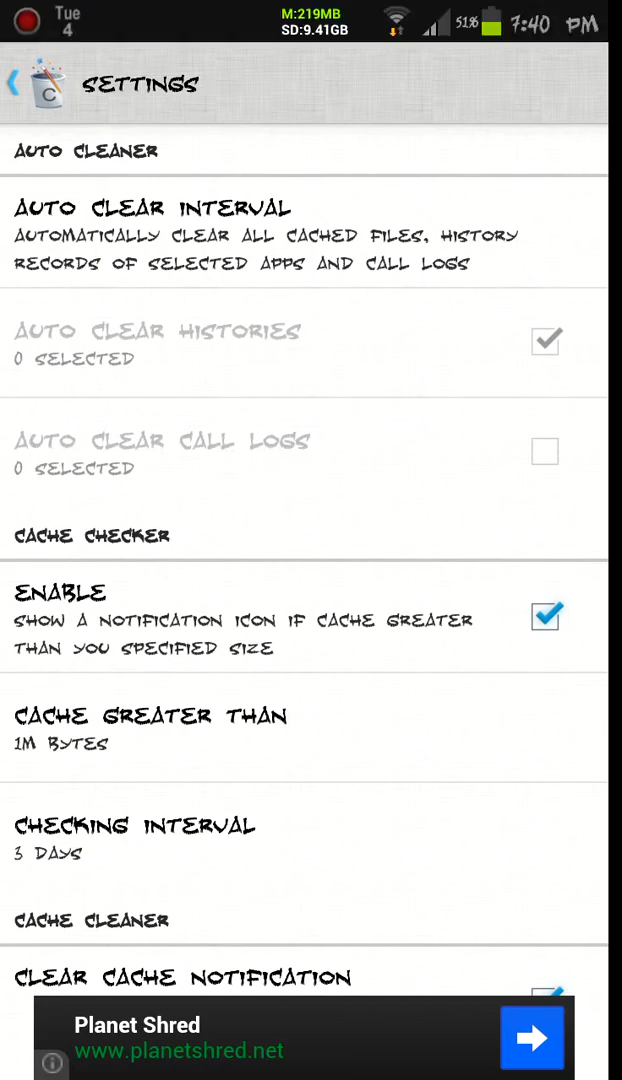 Tue
4
M:219MB
SD:9.41GB
51%
7:40 PM
C
SETTINGS
AUTO CLEANER
AUTO CLEAR INTERVAL
AUTOMATICALLY CLEAR ALL CACHED FILES, HISTORY
RECORDS OF SELECTED APPS AND CALL LOGS
AUTO CLEAR HISTORIES
0 SELECTED
AUTO CLEAR CALL LOGS
0 SELECTED
CACHE CHECKER
ENABLE
SHOW A NOTIFICATION ICON IF CACHE GREATER
THAN YOU SPECIFIED SIZE
CACHE GREATER THAN
1M BYTES
CHECKING INTERVAL
3 DAYS
CACHE CLEANER
CLEAR CACHE NOTIFICATION
Planet Shred
www.planetshred.net